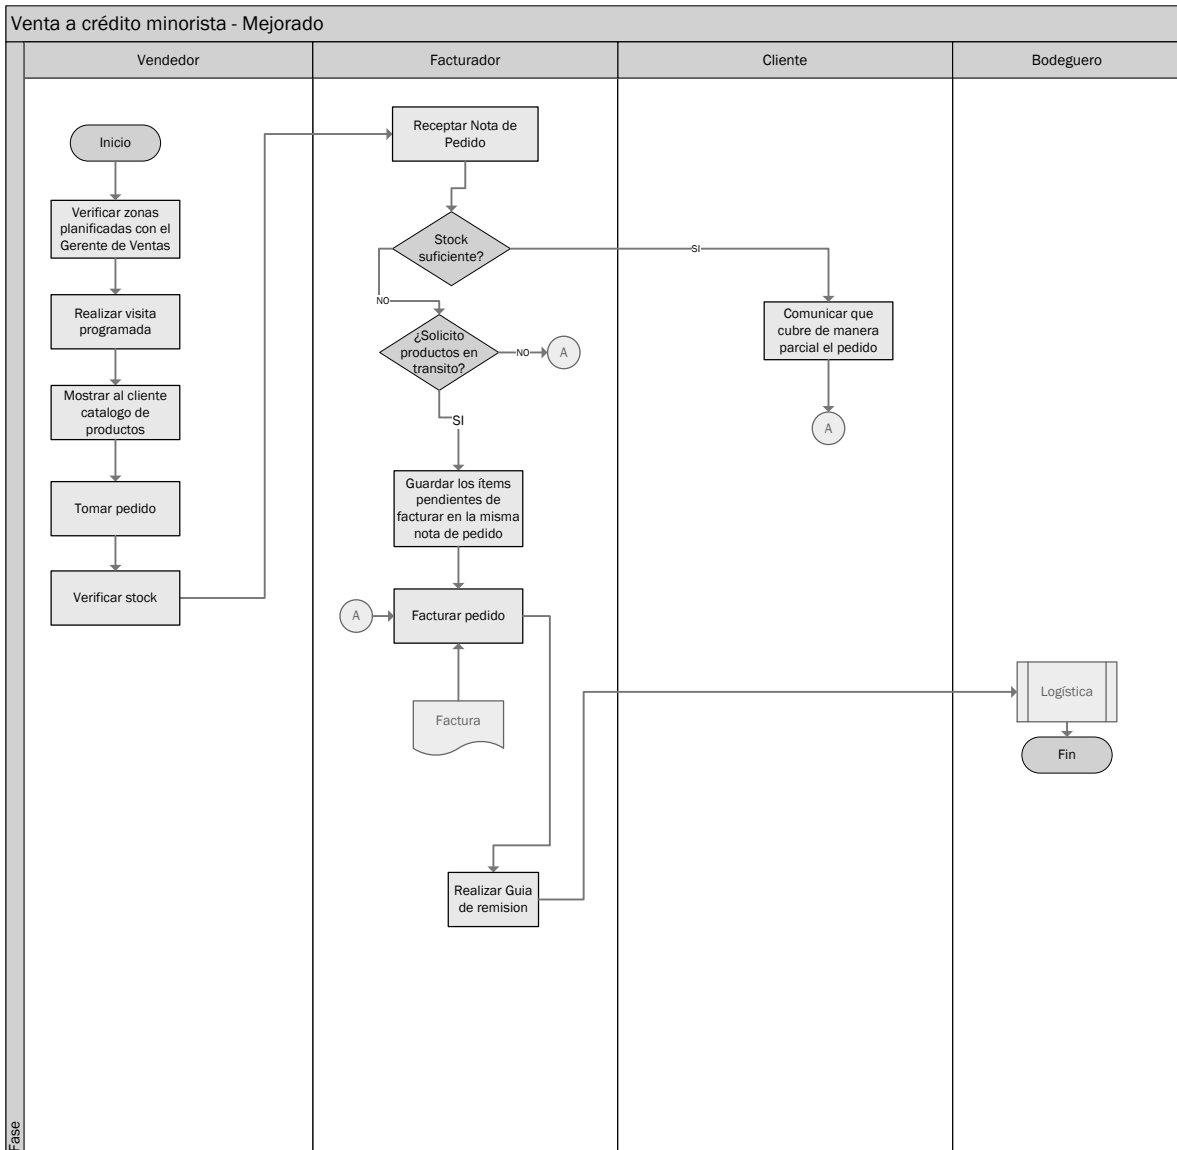 Venta a crédito minorista - Mejorado
Vendedor
Facturador
Cliente
Bodeguero
Inicio
Verificar zonas
planificadas con el
Gerente de Ventas
Realizar visita
programada
Mostrar al cliente
catalogo de
productos
Tomar pedido
Verificar stock
Receptar Nota de
Pedido
Stock
suficiente?
SI
NO
¿Solicito
productos en
transito?
NO
A
SI
Guardar los ítems
pendientes de
facturar en la misma
nota de pedido
A
Facturar pedido
Factura
Realizar Guia
de remision
Comunicar que
cubre de manera
parcial el pedido
A
Logística
Fin
Fase